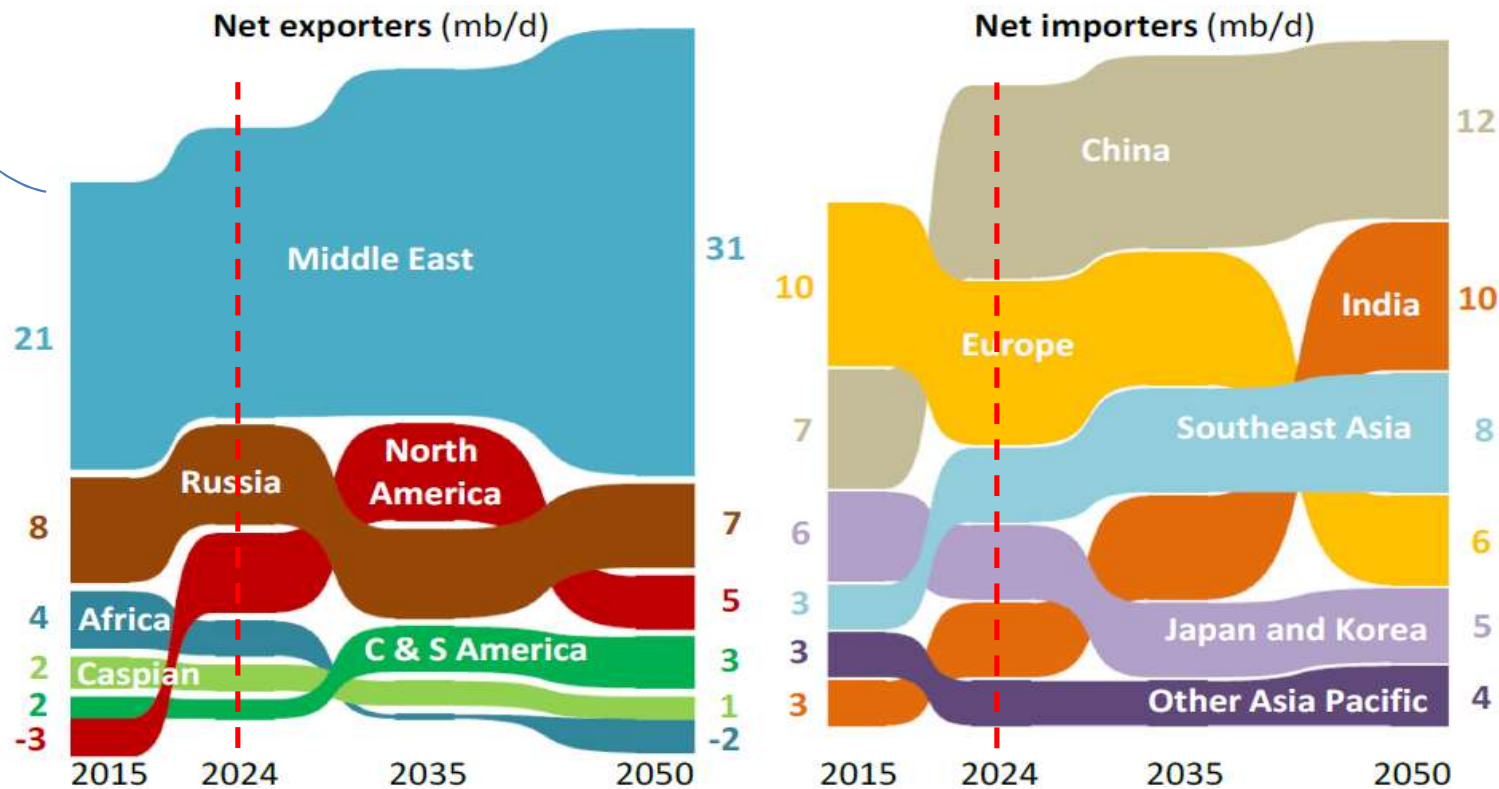 Net exporters (mb/d)
21
8
4
2
2
-3
Middle East
Russia
North
America
Africa
Caspian
C & S America
31
7
5
3
1
-2
2015 2024 2035 2050
Net importers (mb/d)
10
7
6
3
3
3
China
Europe
India
Southeast Asia
Japan and Korea
Other Asia Pacific
12
10
8
6
5
4
2015 2024 2035 2050